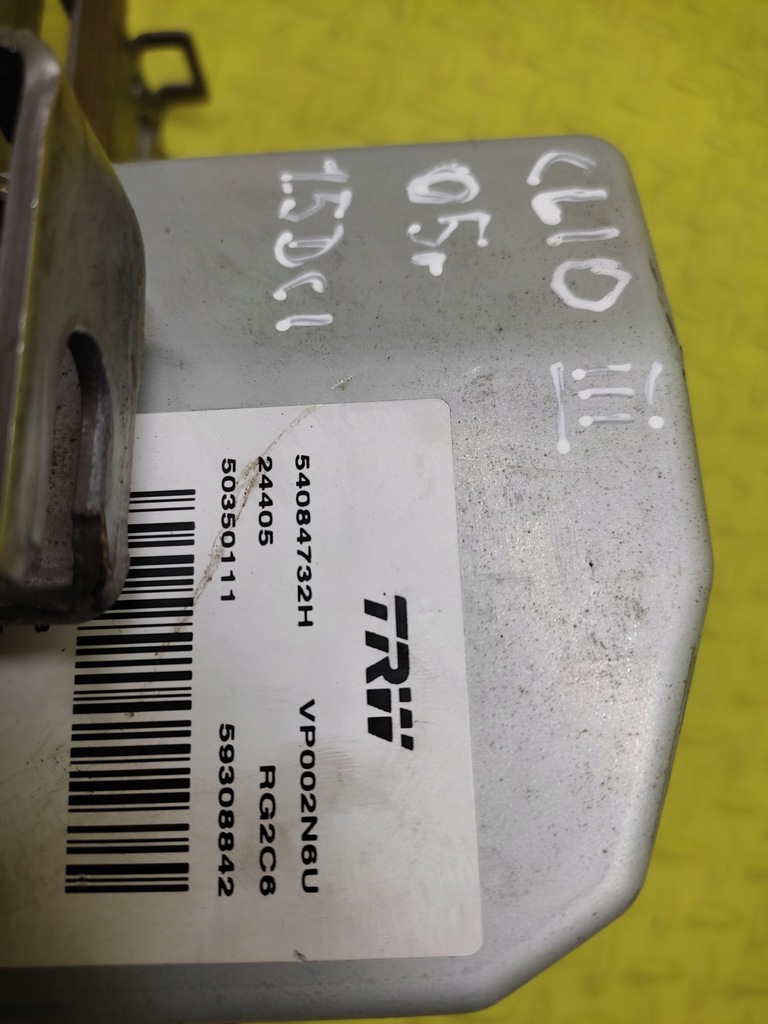 CLIO III
05r
1.5DCI
TRW
54084732H VP002N6U
24405 RG2C6
50350111 59308842